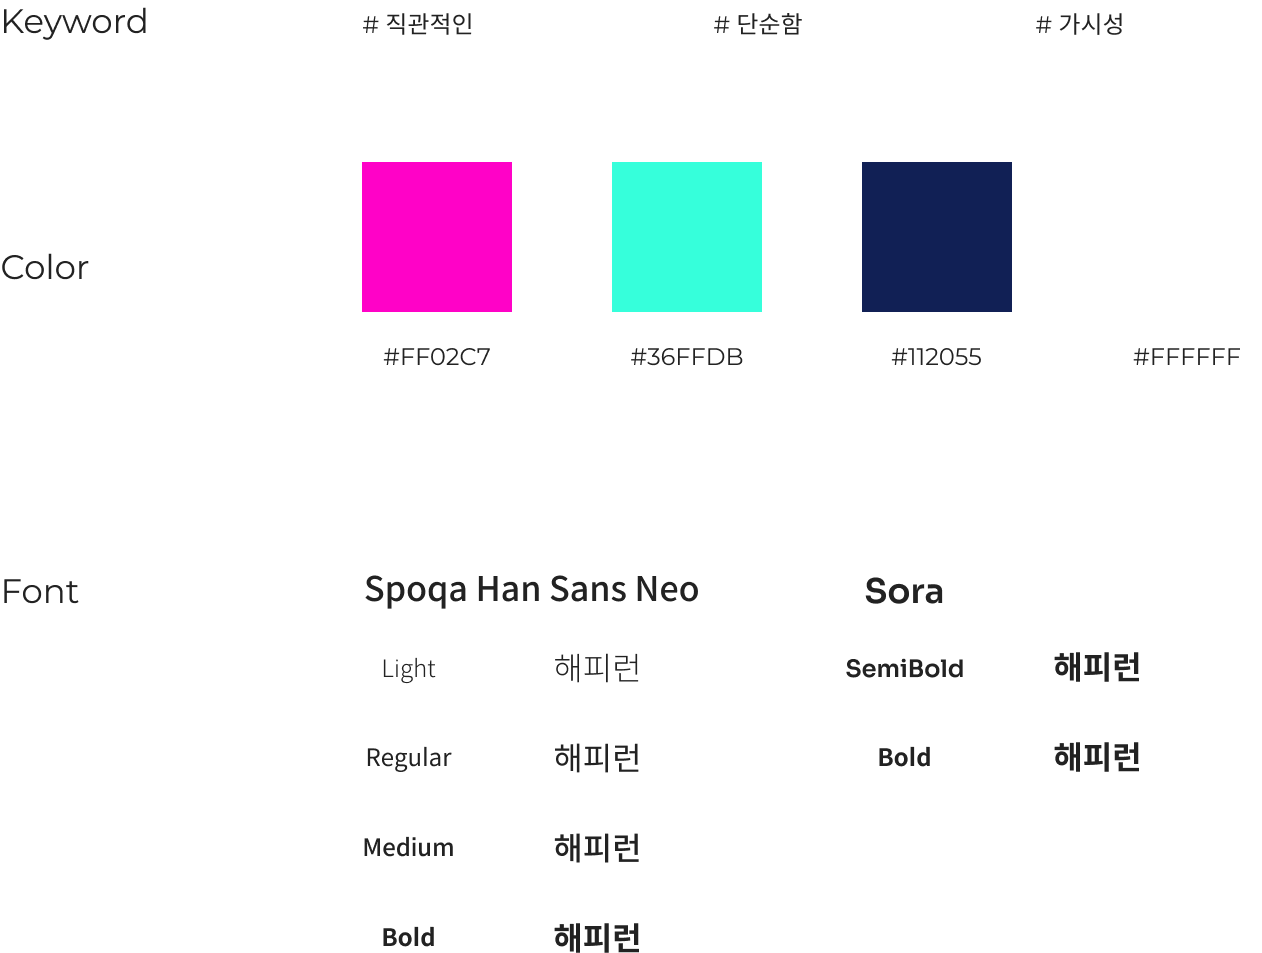 Keyword
# 직관적인
# 단순함
# 가시성
Color
#FF02C7
#36FFDB
#112055
#FFFFFF
Font
Spoqa Han Sans Neo
Sora
Light 해피런
SemiBold 해피런
Regular 해피런
Bold 해피런
Medium 해피런
Bold 해피런